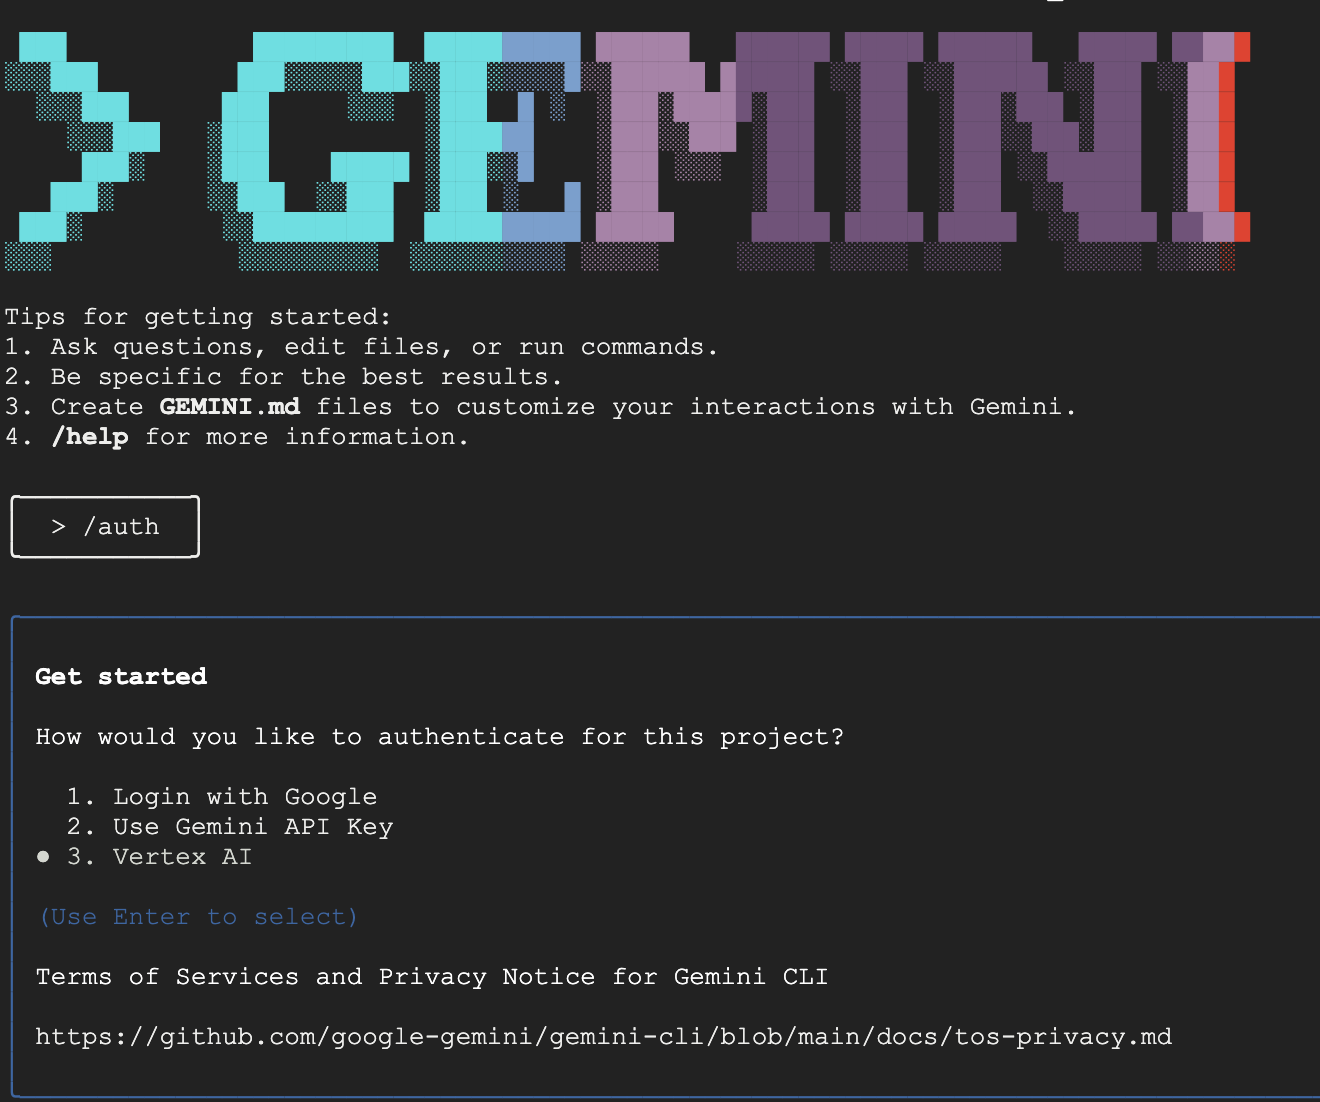 > GEMINI
Tips for getting started:
1. Ask questions, edit files, or run commands.
2. Be specific for the best results.
3. Create GEMINI.md files to customize your interactions with Gemini.
4. /help for more information.
> /auth
Get started
How would you like to authenticate for this project?
1. Login with Google
2. Use Gemini API Key
● 3. Vertex AI
(Use Enter to select)
Terms of Services and Privacy Notice for Gemini CLI
https://github.com/google-gemini/gemini-cli/blob/main/docs/tos-privacy.md